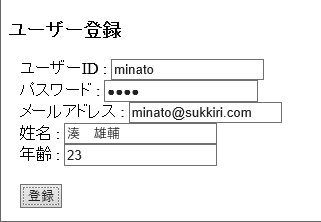 ユーザー登録
ユーザーID : minato
パスワード : ●●●●
メールアドレス : minato@sukkiri.com
姓名 : 湊　雄輔
年齢 : 23
登録